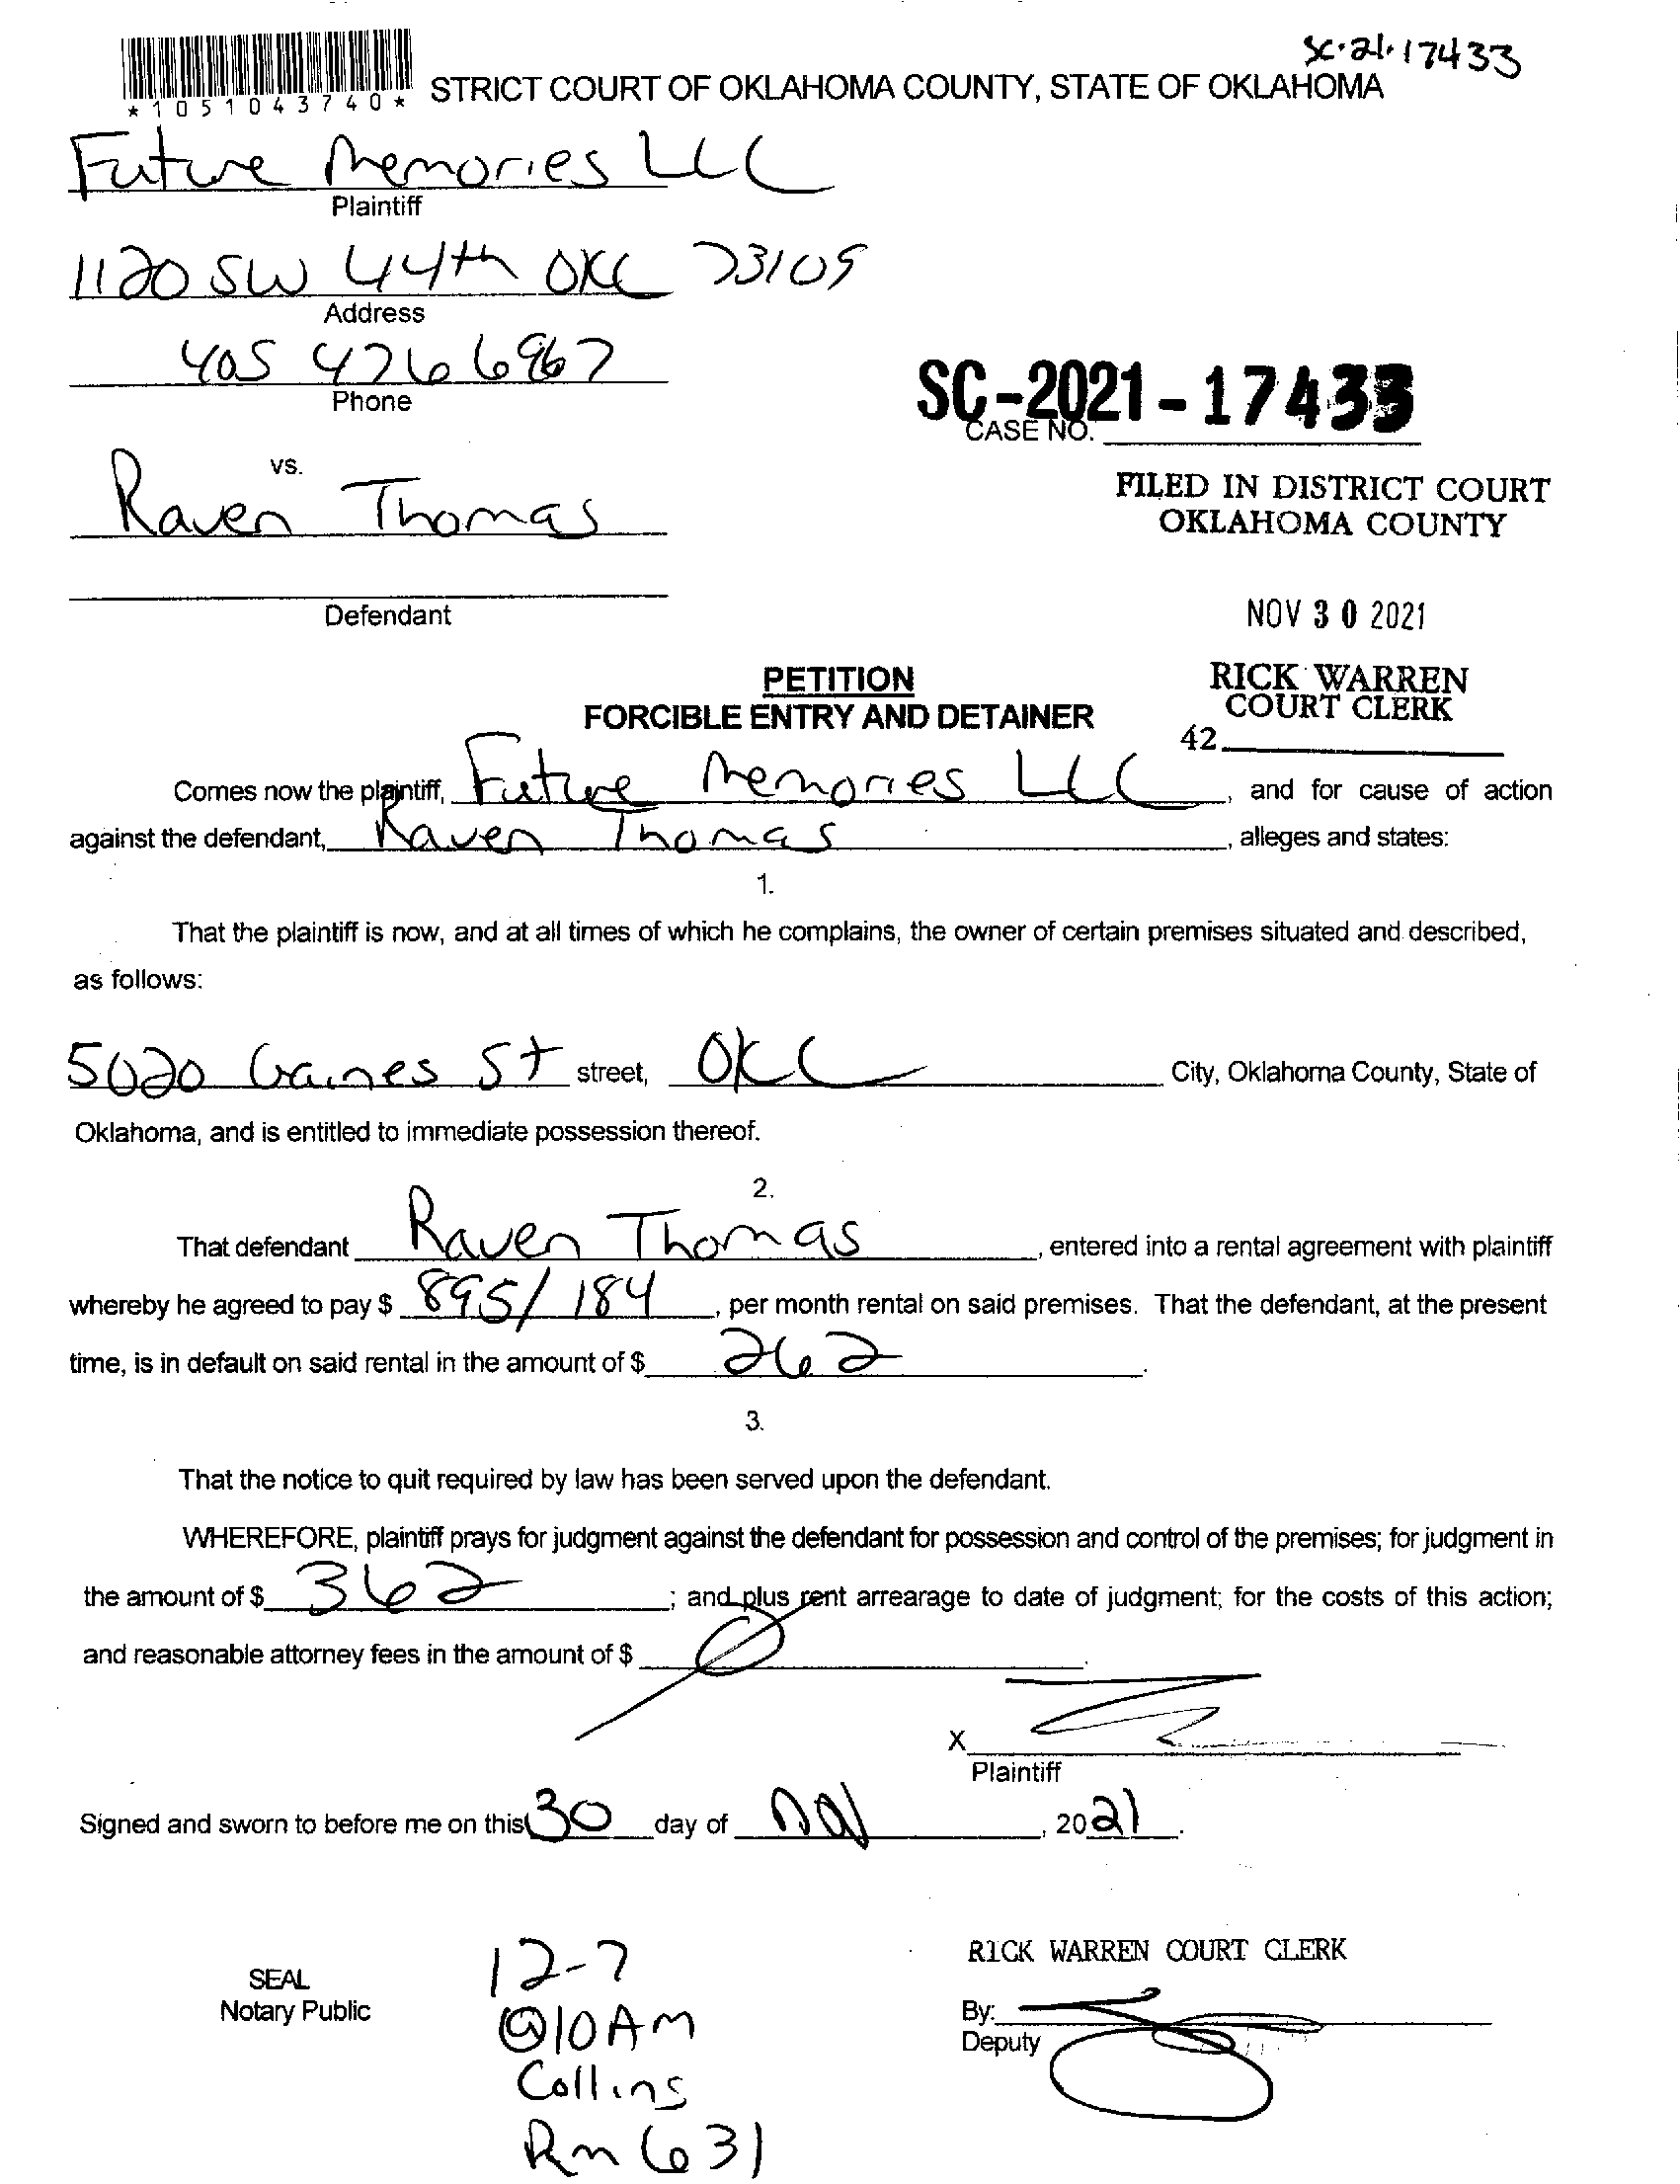 SC-21-17433
*1051043740* STRICT COURT OF OKLAHOMA COUNTY, STATE OF OKLAHOMA
Future Memories LLC
Plaintiff
1120 SW 44th OKC 73109
Address
405 476 6967
Phone
SC-2021-17433
CASE NO.
vs.
Raven Thomas
FILED IN DISTRICT COURT
OKLAHOMA COUNTY
Defendant
NOV 30 2021
PETITION
FORCIBLE ENTRY AND DETAINER
RICK WARREN
COURT CLERK
42
Comes now the plaintiff, Future Memories LLC, and for cause of action
against the defendant, Raven Thomas, alleges and states:
1.
That the plaintiff is now, and at all times of which he complains, the owner of certain premises situated and described,
as follows:
5020 Gaines St street, OKC City, Oklahoma County, State of
Oklahoma, and is entitled to immediate possession thereof.
2.
That defendant Raven Thomas, entered into a rental agreement with plaintiff
whereby he agreed to pay $ 895/184, per month rental on said premises. That the defendant, at the present
time, is in default on said rental in the amount of $ 262.
3.
That the notice to quit required by law has been served upon the defendant.
WHEREFORE, plaintiff prays for judgment against the defendant for possession and control of the premises; for judgment in
the amount of $ 362; and plus rent arrearage to date of judgment; for the costs of this action;
and reasonable attorney fees in the amount of $ 0.
X
Plaintiff
Signed and sworn to before me on this 30 day of Nov, 2021.
SEAL
Notary Public
12-7
@10AM
Collins
Rm 631
RICK WARREN COURT CLERK
By:
Deputy